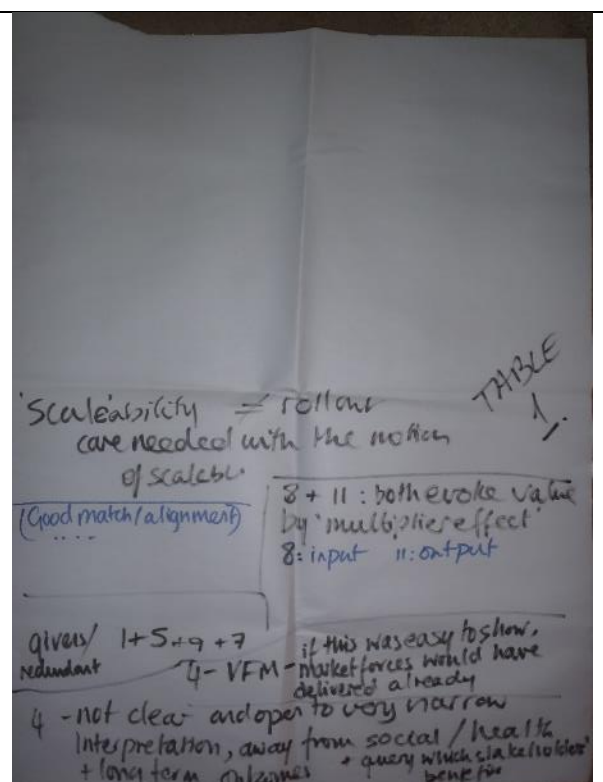 TABLE
1.
'Scaleability = rollout
care needed with the notion
of scalable
(Good match/alignment)
....
8 + 11 : both evoke value
by 'multiplier effect'
8: input 11: output
givens/ 1+5+9+7
redundant
4 - VFM - if this was easy to show,
market forces would have
delivered already
4 - not clear and open to very narrow
interpretation, away from social / health
+ long term outcomes + query which stakeholders
benefit